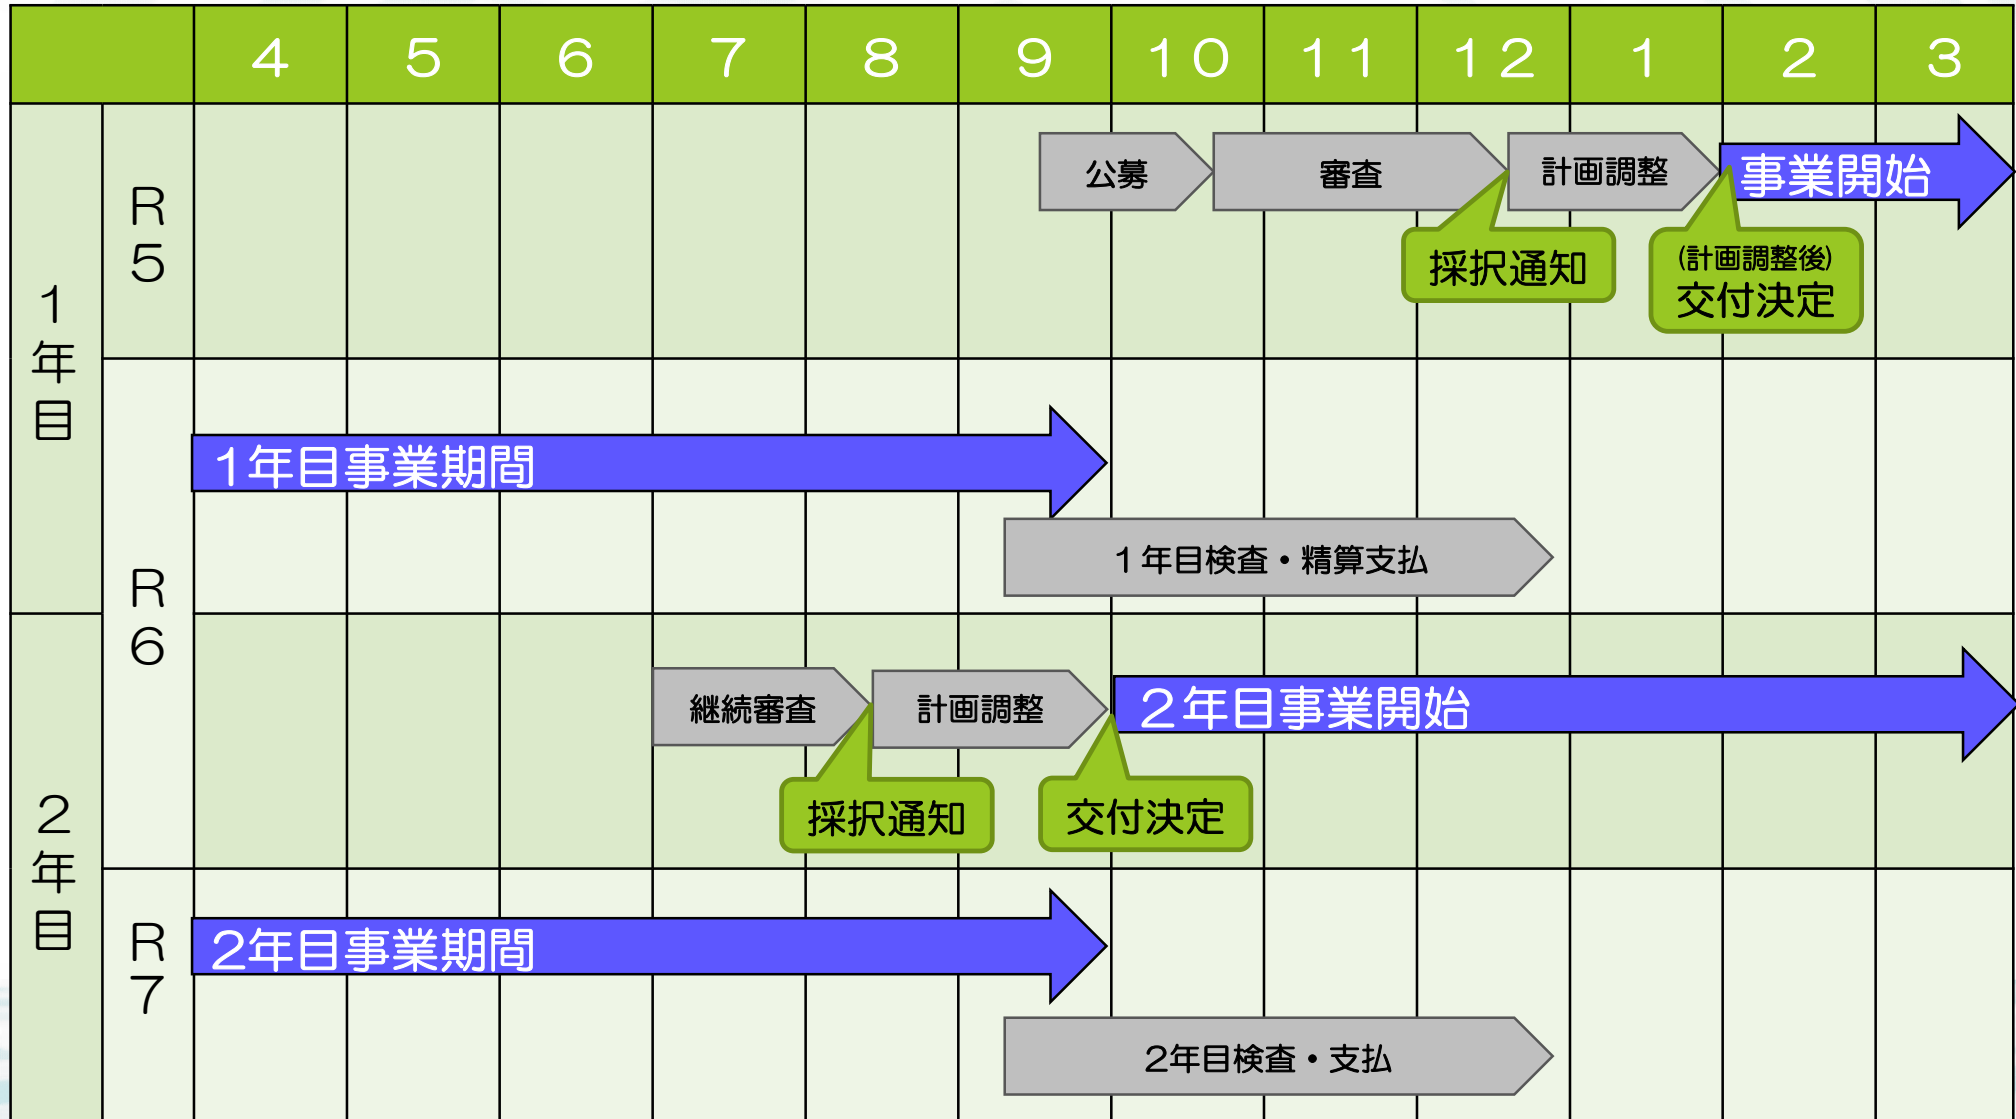 ４ ５ ６ ７ ８ ９ １０ １１ １２ １ ２ ３
１年目
Ｒ５
公募
審査
計画調整
事業開始
採択通知
(計画調整後)
交付決定
Ｒ６
1年目事業期間
１年目検査・精算支払
２年目
継続審査
計画調整
２年目事業開始
採択通知
交付決定
Ｒ７
2年目事業期間
2年目検査・支払